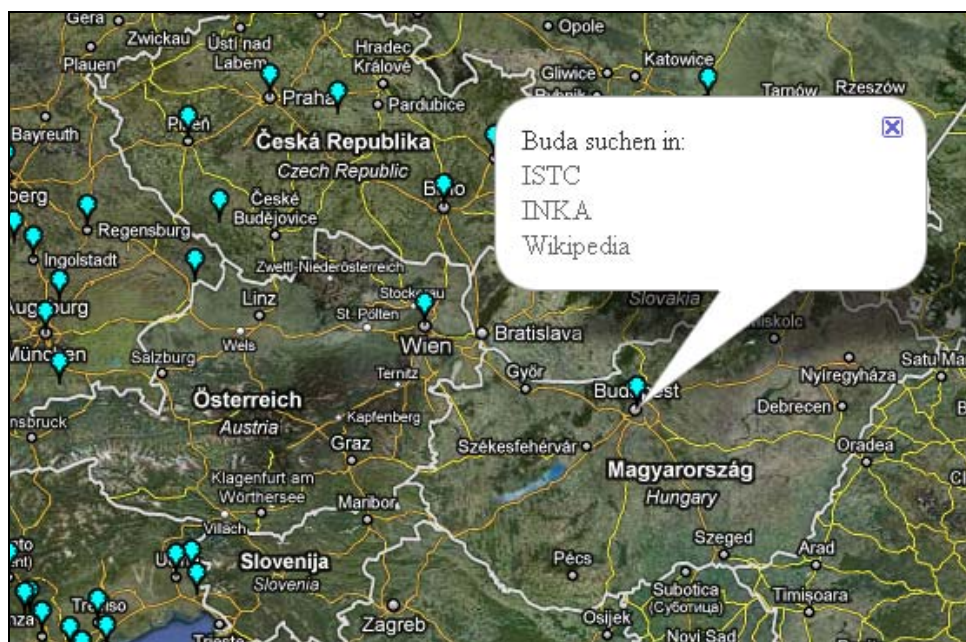 Gera
Zwickau
Ústí nad
Labem
Hradec
Králové
Opole
Plauen
Gliwice
Katowice
Praha
Pardubice
Tarnów
Rzeszów
Bayreuth
Plzeň
Česká Republika
Czech Republic
Buda suchen in:
ISTC
INKA
Wikipedia
Brno
České
Budějovice
Regensburg
Ingolstadt
Zwettl-Niederösterreich
Linz
Stockerau
St. Pölten
Slovakia
Augsburg
Wien
Bratislava
Wels
München
Salzburg
Ternitz
Győr
Nyíregyháza
Satu
Budapest
Österreich
Austria
Kapfenberg
Debrecen
Graz
Székesfehérvár
Oradea
Magyarország
Hungary
Klagenfurt am
Wörthersee
Maribor
Villach
Szeged
Arad
Slovenija
Slovenia
Pécs
Subotica
(Суботица)
Timișoara
Treviso
Zagreb
Osijek
Novi Sad
Trieste